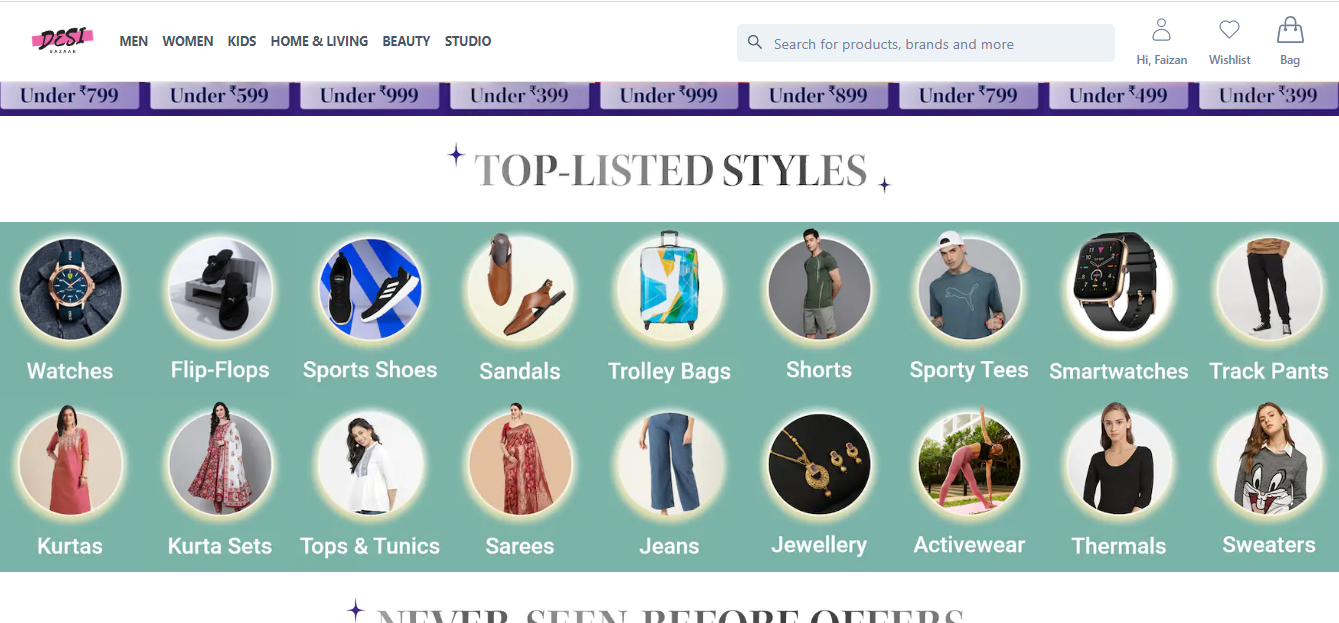 DESI
BAZAAR
MEN WOMEN KIDS HOME & LIVING BEAUTY STUDIO
Search for products, brands and more
Hi, Faizan Wishlist Bag
Under ₹799 Under ₹599 Under ₹999 Under ₹399 Under ₹999 Under ₹899 Under ₹799 Under ₹499 Under ₹399
TOP-LISTED STYLES
Watches Flip-Flops Sports Shoes Sandals Trolley Bags Shorts Sporty Tees Smartwatches Track Pants
Kurtas Kurta Sets Tops & Tunics Sarees Jeans Jewellery Activewear Thermals Sweaters
NEVER-SEEN-BEFORE OFFERS